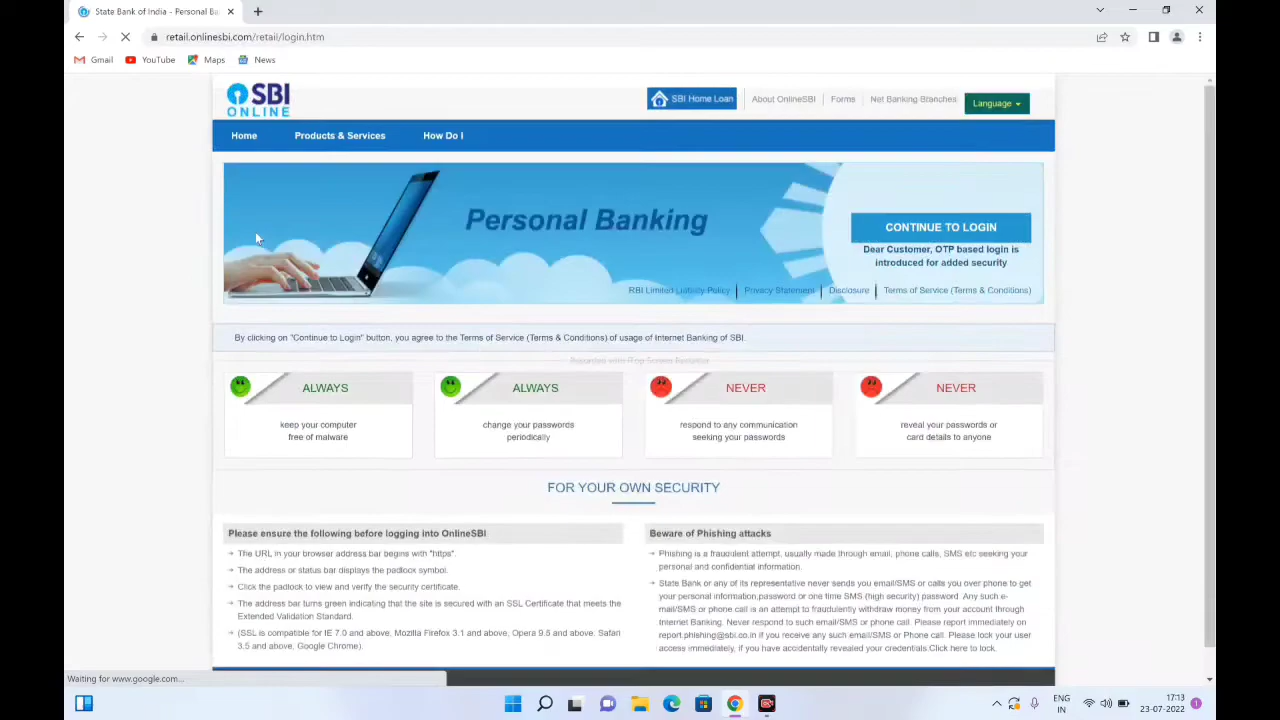 State Bank of India - Personal Ba
retail.onlinesbi.com/retail/login.htm
Gmail YouTube Maps News
SBI
ONLINE
SBI Home Loan About OnlineSBI Forms Net Banking Branches Language
Home Products & Services How Do I
Personal Banking
CONTINUE TO LOGIN
Dear Customer, OTP based login is
introduced for added security
RBI Limited Liability Policy Privacy Statement Disclosure Terms of Service (Terms & Conditions)
By clicking on "Continue to Login" button, you agree to the Terms of Service (Terms & Conditions) of usage of Internet Banking of SBI.
Recorded with iTop Screen Recorder
ALWAYS
keep your computer
free of malware
ALWAYS
change your passwords
periodically
NEVER
respond to any communication
seeking your passwords
NEVER
reveal your passwords or
card details to anyone
FOR YOUR OWN SECURITY
Please ensure the following before logging into OnlineSBI
The URL in your browser address bar begins with "https".
The address or status bar displays the padlock symbol.
Click the padlock to view and verify the security certificate.
The address bar turns green indicating that the site is secured with an SSL Certificate that meets the
Extended Validation Standard.
(SSL is compatible for IE 7.0 and above, Mozilla Firefox 3.1 and above, Opera 9.5 and above, Safari
3.5 and above, Google Chrome).
Beware of Phishing attacks
Phishing is a fraudulent attempt, usually made through email, phone calls, SMS etc seeking your
personal and confidential information.
State Bank or any of its representative never sends you email/SMS or calls you over phone to get
your personal information,password or one time SMS (high security) password. Any such e-
mail/SMS or phone call is an attempt to fraudulently withdraw money from your account through
Internet Banking. Never respond to such email/SMS or phone call. Please report immediately on
report.phishing@sbi.co.in if you receive any such email/SMS or Phone call. Please lock your user
access immediately, if you have accidentally revealed your credentials.Click here to lock.
Waiting for www.google.com...
ENG
IN
17:13
23-07-2022
1